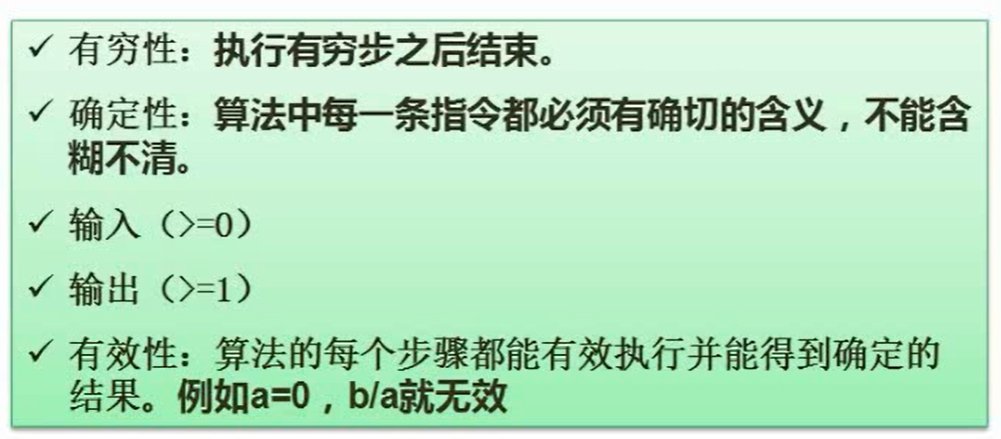 ✓ 有穷性：执行有穷步之后结束。
✓ 确定性：算法中每一条指令都必须有确切的含义，不能含
糊不清。
✓ 输入（>=0）
✓ 输出（>=1）
✓ 有效性：算法的每个步骤都能有效执行并能得到确定的
结果。例如a=0，b/a就无效